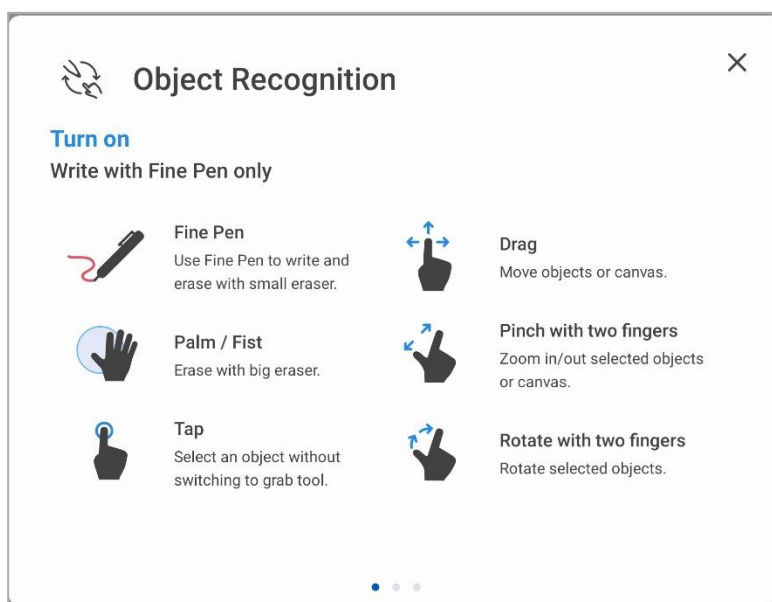 Object Recognition
Turn on
Write with Fine Pen only
Fine Pen
Use Fine Pen to write and
erase with small eraser.
Palm / Fist
Erase with big eraser.
Tap
Select an object without
switching to grab tool.
Drag
Move objects or canvas.
Pinch with two fingers
Zoom in/out selected objects
or canvas.
Rotate with two fingers
Rotate selected objects.